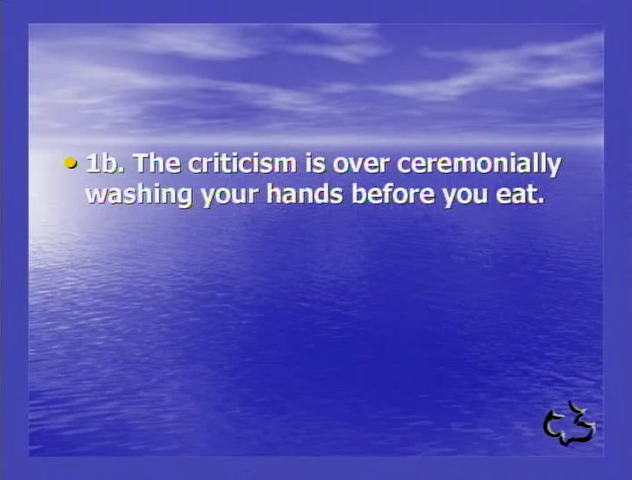 • 1b. The criticism is over ceremonially
washing your hands before you eat.